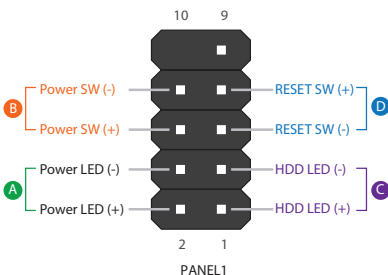 10 9
Power SW (-) RESET SW (+)
B D
Power SW (+) RESET SW (-)
Power LED (-) HDD LED (-)
A C
Power LED (+) HDD LED (+)
2 1
PANEL1